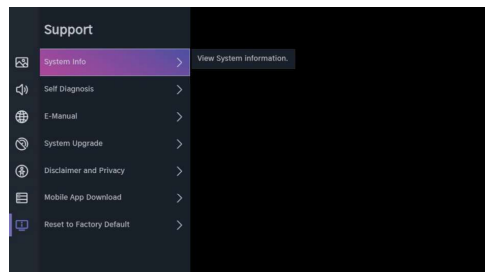 Support
System Info
View System information.
Self Diagnosis
E-Manual
System Upgrade
Disclaimer and Privacy
Mobile App Download
Reset to Factory Default